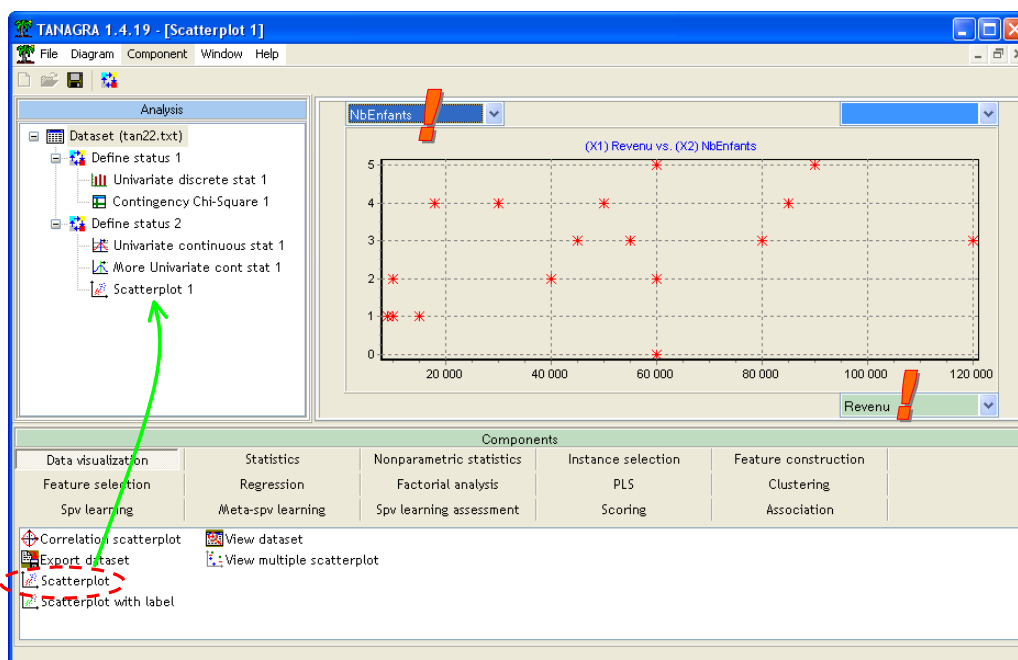 TANAGRA 1.4.19 - [Scatterplot 1]
File Diagram Component Window Help
Analysis
Dataset (tan22.txt)
Define status 1
Univariate discrete stat 1
Contingency Chi-Square 1
Define status 2
Univariate continuous stat 1
More Univariate cont stat 1
Scatterplot 1
NbEnfants
!
(X1) Revenu vs. (X2) NbEnfants
5
4
3
2
1
0
20 000 40 000 60 000 80 000 100 000 120 000
Revenu
!
Components
Data visualization Statistics Nonparametric statistics Instance selection Feature construction
Feature selection Regression Factorial analysis PLS Clustering
Spv learning Meta-spv learning Spv learning assessment Scoring Association
Correlation scatterplot View dataset
Export dataset View multiple scatterplot
Scatterplot
Scatterplot with label